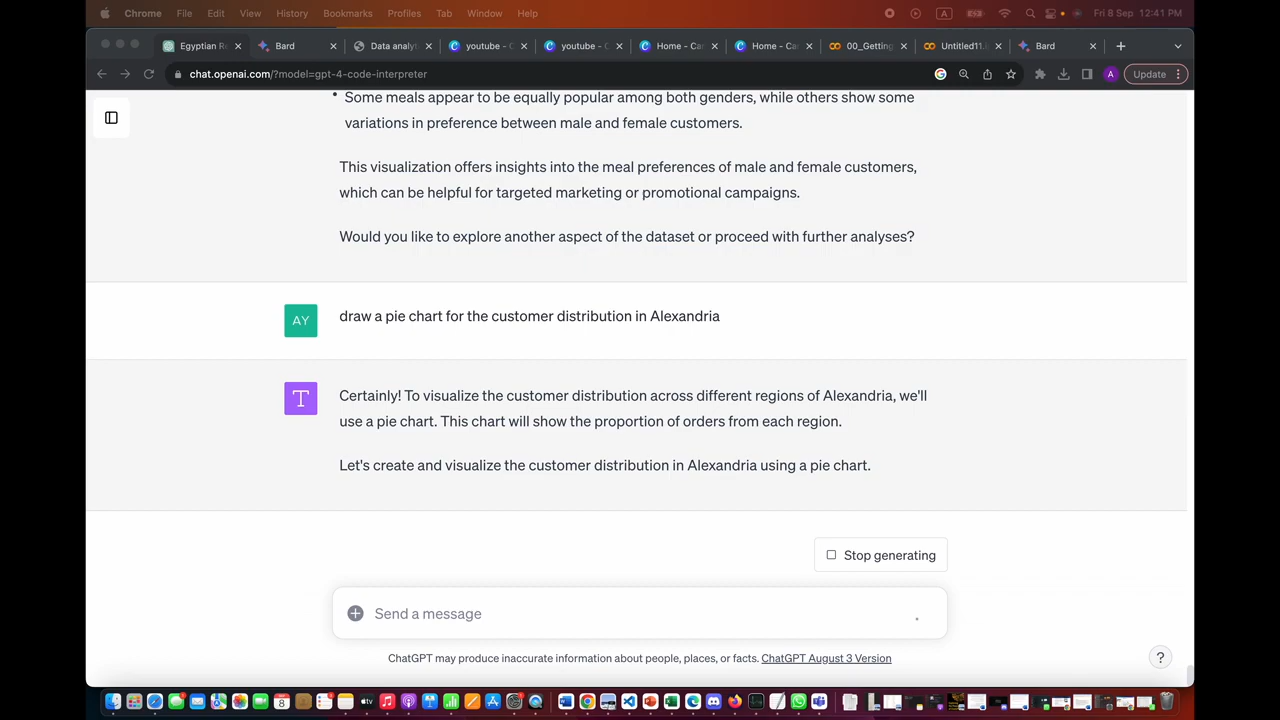 Chrome File Edit View History Bookmarks Profiles Tab Window Help A Fri 8 Sep 12:41 PM
Egyptian Re Bard Data analyt youtube - C youtube - C Home - Can Home - Can 00_Getting Untitled11.i Bard
chat.openai.com/?model=gpt-4-code-interpreter A Update
• Some meals appear to be equally popular among both genders, while others show some
variations in preference between male and female customers.
This visualization offers insights into the meal preferences of male and female customers,
which can be helpful for targeted marketing or promotional campaigns.
Would you like to explore another aspect of the dataset or proceed with further analyses?
AY draw a pie chart for the customer distribution in Alexandria
T Certainly! To visualize the customer distribution across different regions of Alexandria, we'll
use a pie chart. This chart will show the proportion of orders from each region.
Let's create and visualize the customer distribution in Alexandria using a pie chart.
Stop generating
Send a message
ChatGPT may produce inaccurate information about people, places, or facts. ChatGPT August 3 Version
?